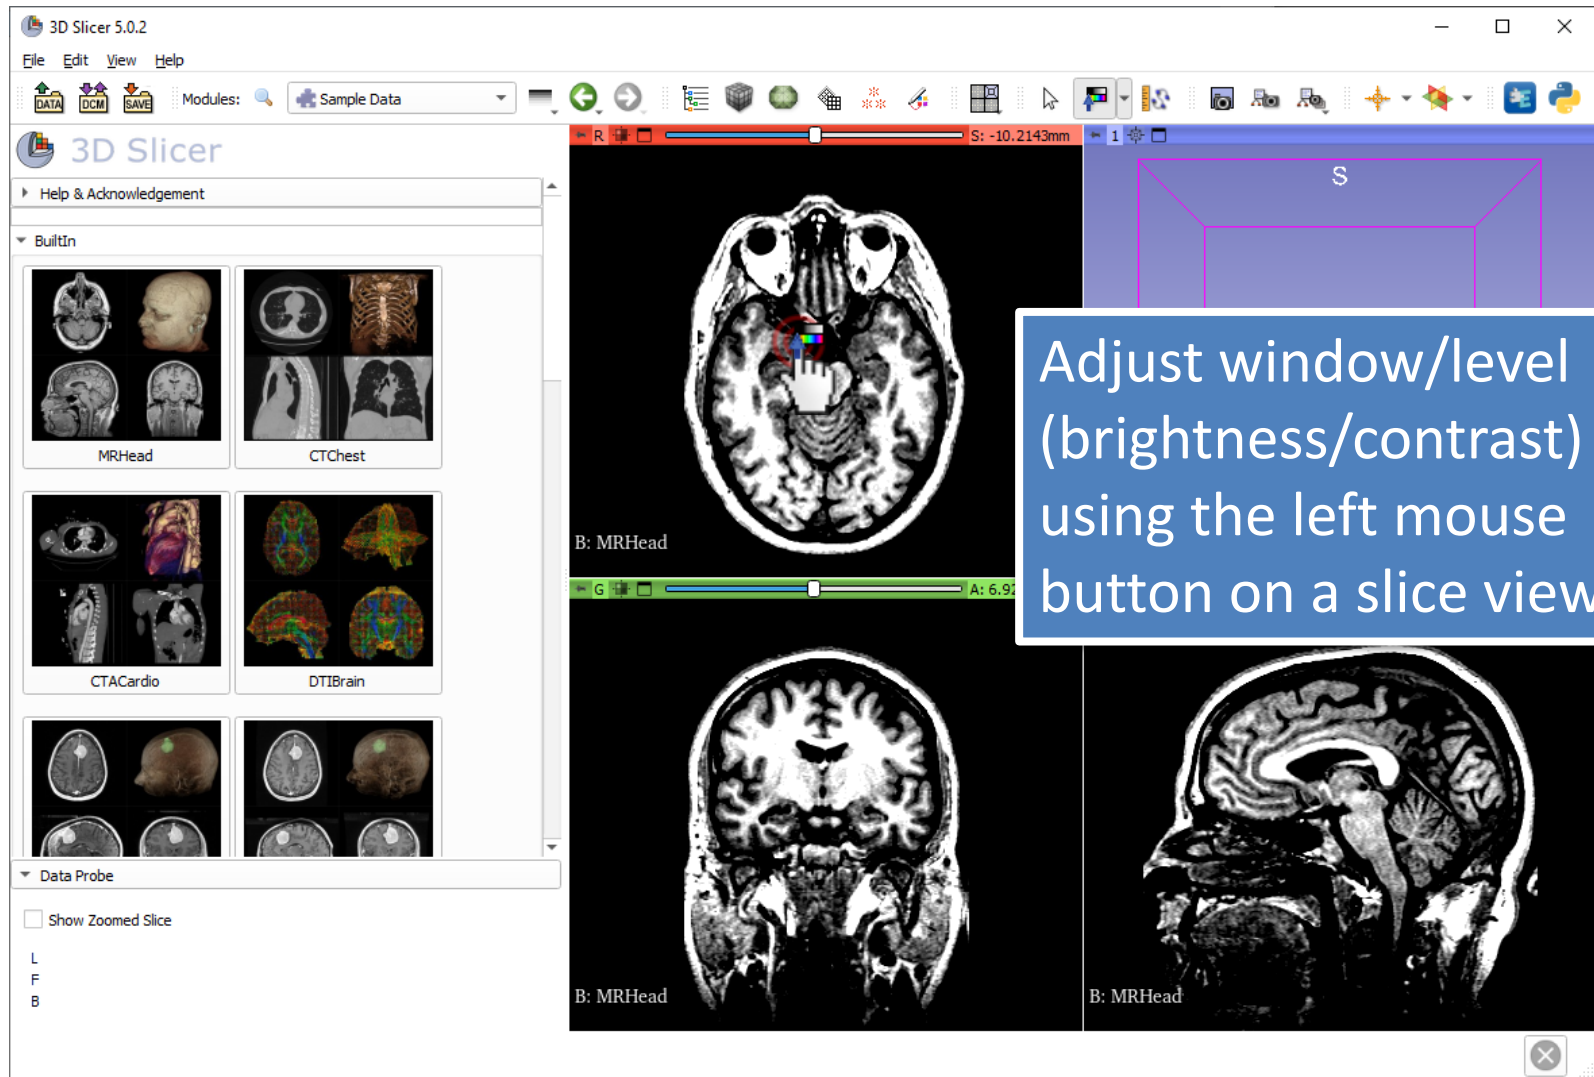 3D Slicer 5.0.2
File Edit View Help
DATA DCM SAVE Modules: Sample Data
R S: -10.2143mm 1
3D Slicer
S
Help & Acknowledgement
BuiltIn
MRHead CTChest
Adjust window/level
(brightness/contrast)
using the left mouse
button on a slice view
B: MRHead
G A: 6.92
CTACardio DTIBrain
Data Probe
Show Zoomed Slice
L
F
B
B: MRHead B: MRHead